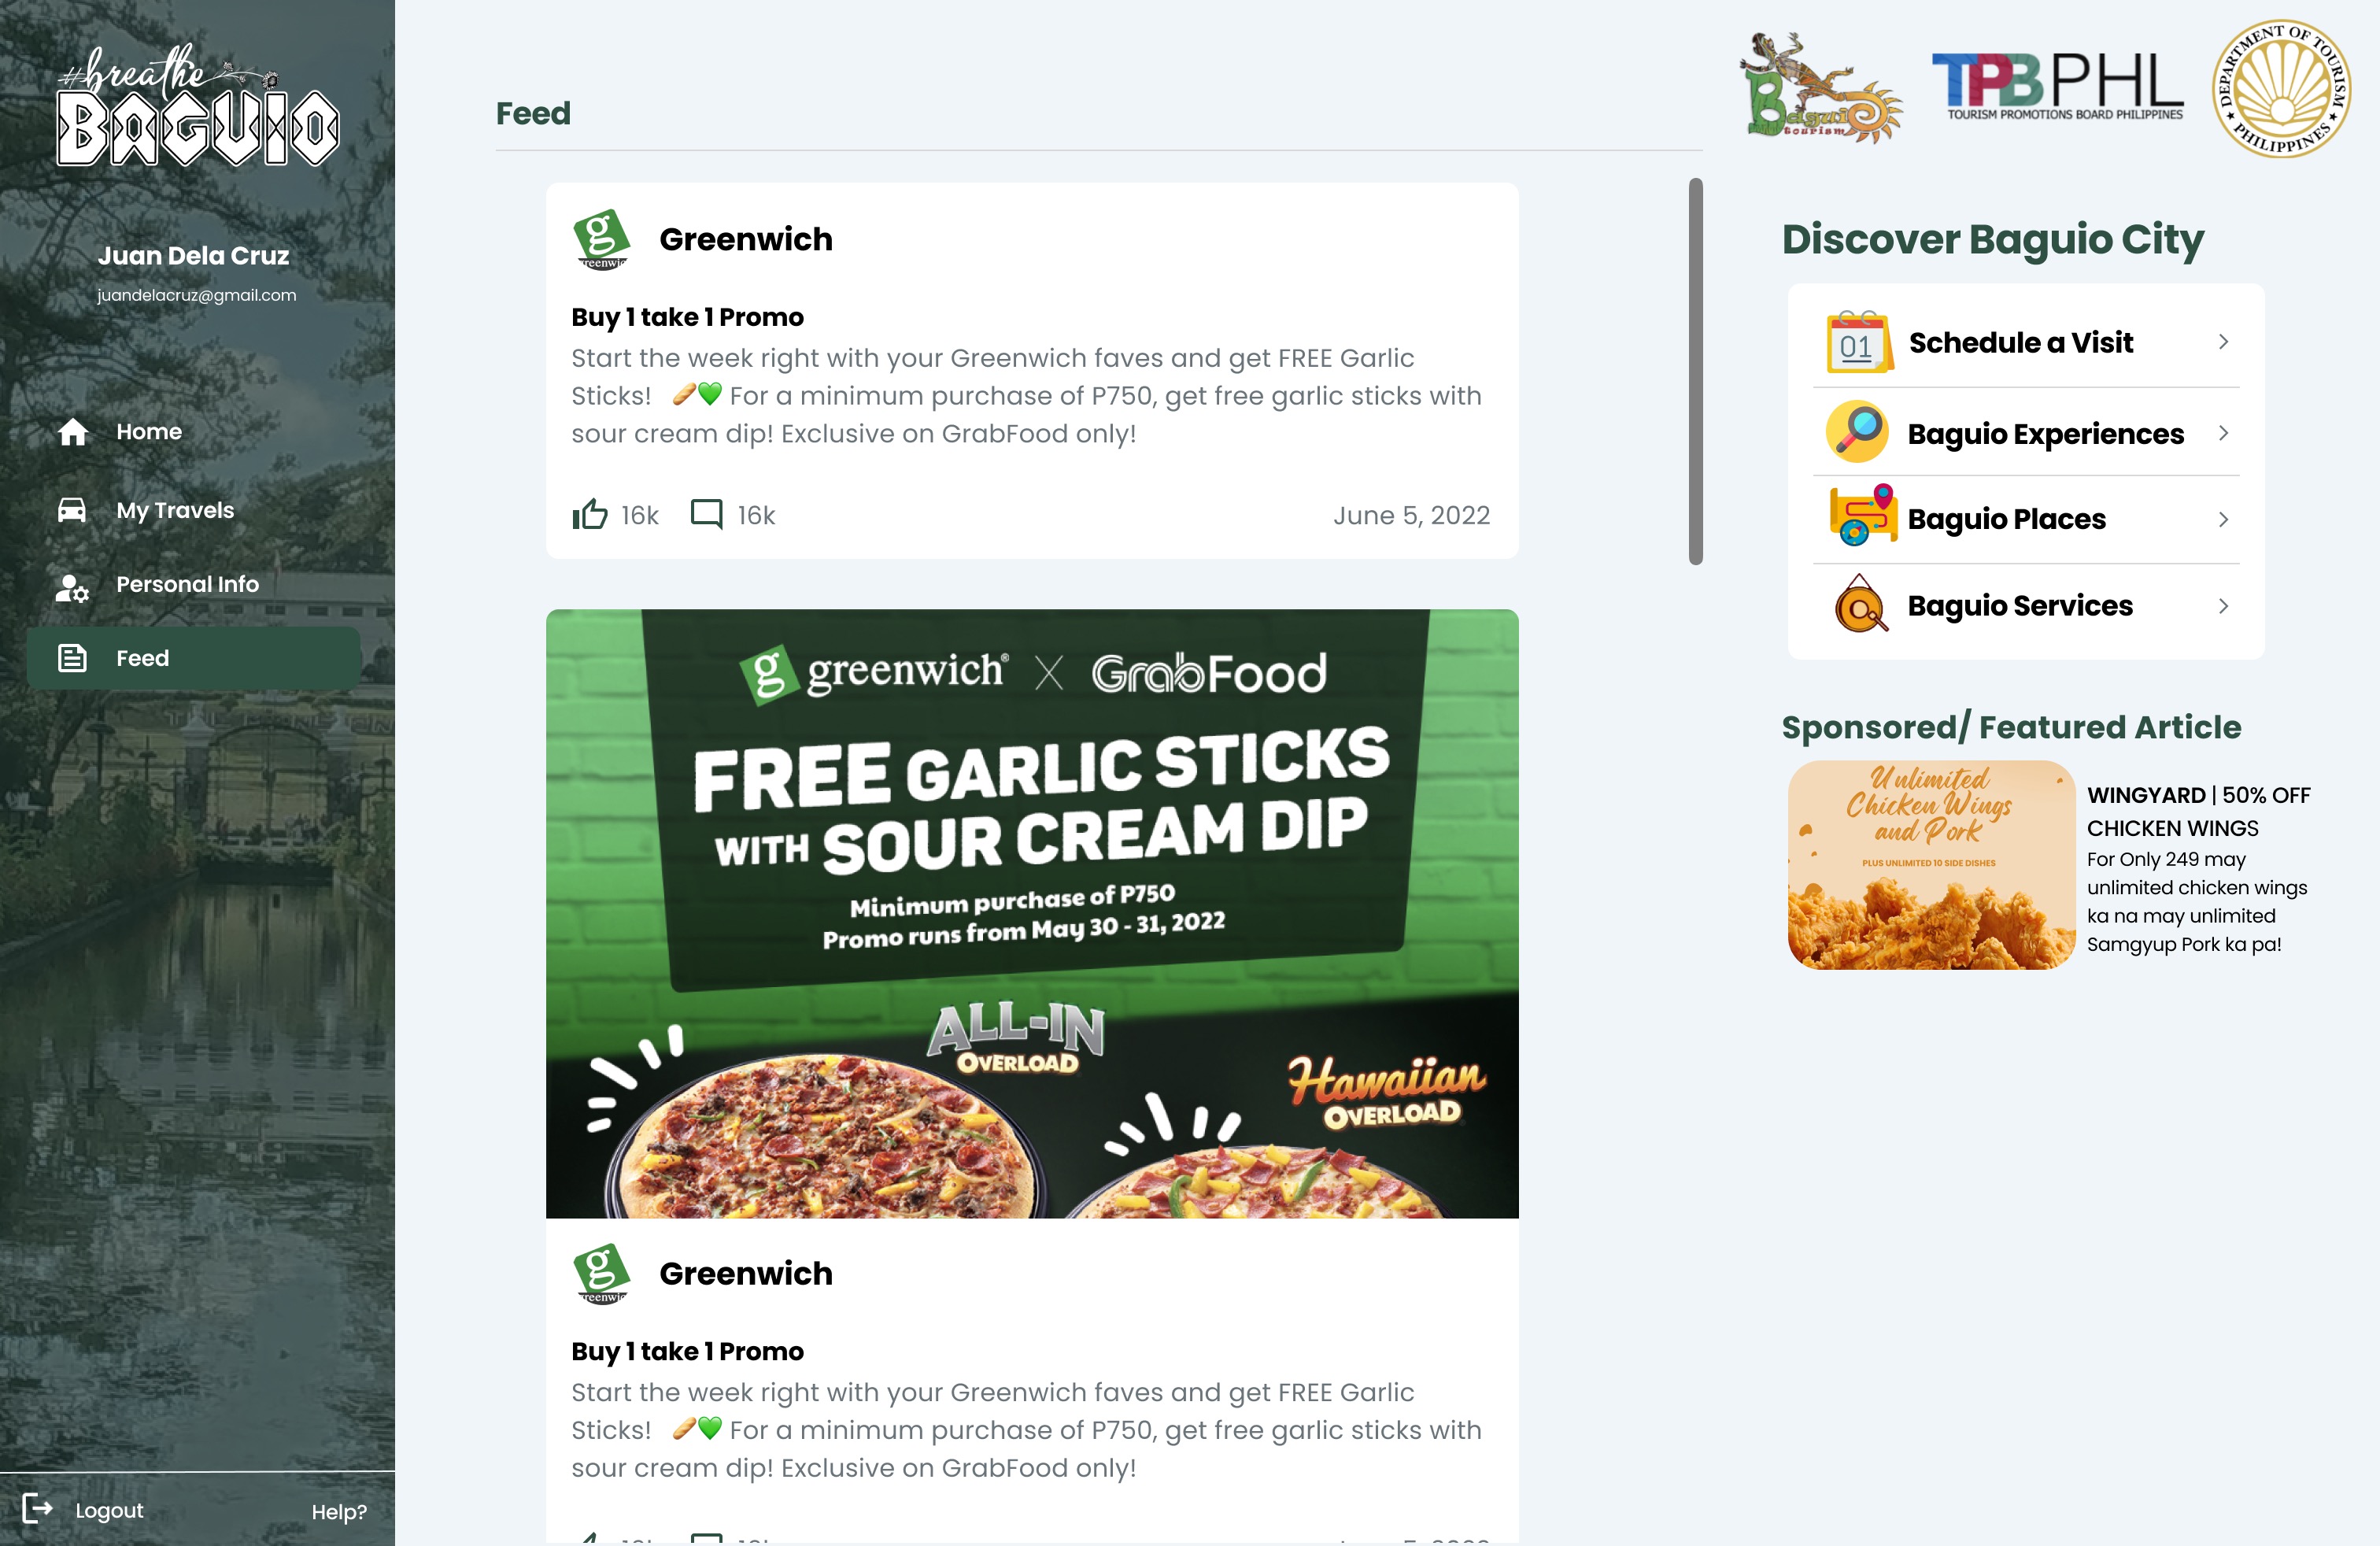 #breathe
BAGUIO
Juan Dela Cruz
juandelacruz@gmail.com
Home
My Travels
Personal Info
Feed
Logout
Help?
Feed
Greenwich
Buy 1 take 1 Promo
Start the week right with your Greenwich faves and get FREE Garlic
Sticks! 🥖💚 For a minimum purchase of P750, get free garlic sticks with
sour cream dip! Exclusive on GrabFood only!
16k 16k June 5, 2022
g greenwich® X GrabFood
FREE GARLIC STICKS
WITH SOUR CREAM DIP
Minimum purchase of P750
Promo runs from May 30 - 31, 2022
ALL-IN
OVERLOAD
Hawaiian
OVERLOAD
Greenwich
Buy 1 take 1 Promo
Start the week right with your Greenwich faves and get FREE Garlic
Sticks! 🥖💚 For a minimum purchase of P750, get free garlic sticks with
sour cream dip! Exclusive on GrabFood only!
Baguio
tourism
TPB PHL
TOURISM PROMOTIONS BOARD PHILIPPINES
DEPARTMENT OF TOURISM
★ PHILIPPINES ★
Discover Baguio City
01
Schedule a Visit
Baguio Experiences
Baguio Places
Baguio Services
Sponsored/ Featured Article
Unlimited
Chicken Wings
and Pork
PLUS UNLIMITED 10 SIDE DISHES
WINGYARD | 50% OFF
CHICKEN WINGS
For Only 249 may
unlimited chicken wings
ka na may unlimited
Samgyup Pork ka pa!